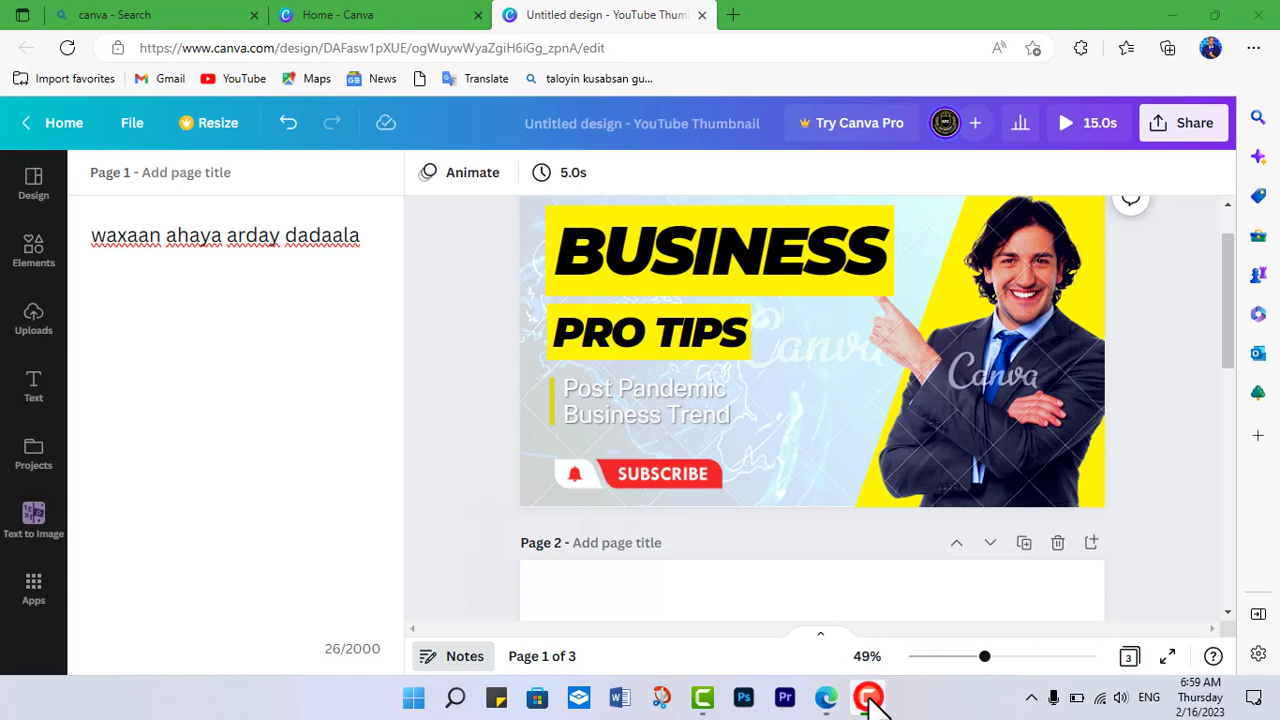 canva - Search
Home - Canva
Untitled design - YouTube Thumbn
https://www.canva.com/design/DAFasw1pXUE/ogWuywWyaZgiH6iGg_zpnA/edit
Import favorites
Gmail
YouTube
Maps
News
Translate
taloyin kusabsan gu...
Home
File
Resize
Untitled design - YouTube Thumbnail
Try Canva Pro
15.0s
Share
Page 1 - Add page title
Animate
5.0s
Design
Elements
Uploads
Text
Projects
Text to Image
Apps
waxaan ahaya arday dadaala
26/2000
BUSINESS
PRO TIPS
Post Pandemic
Business Trend
SUBSCRIBE
Canva
Canva
Page 2 - Add page title
Notes
Page 1 of 3
49%
3
Ps
Pr
ENG
6:59 AM
Thursday
2/16/2023